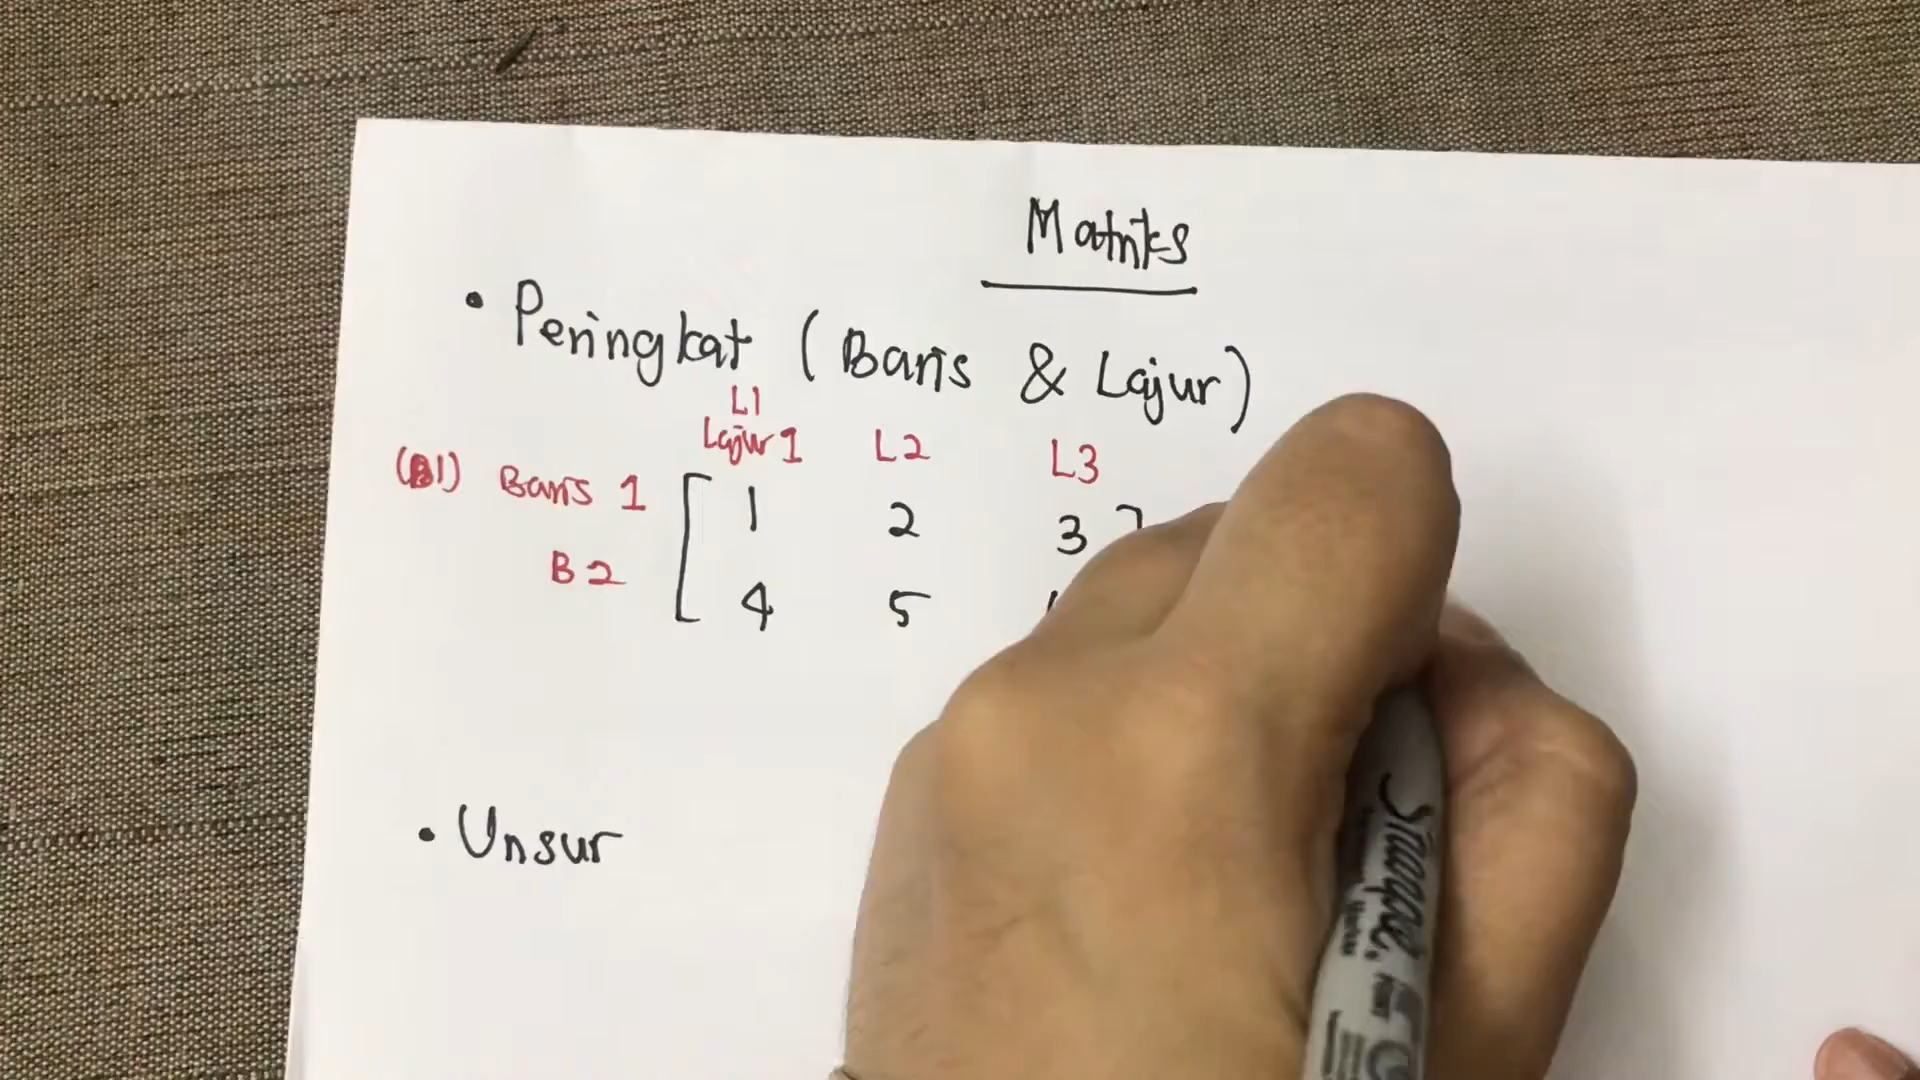 Matriks
• Peringkat (Baris & Lajur)
L1
Lajur 1 L2 L3
(B1) Baris 1 [ 1 2 3 ]
B2 4 5
• Unsur
Sharpie.